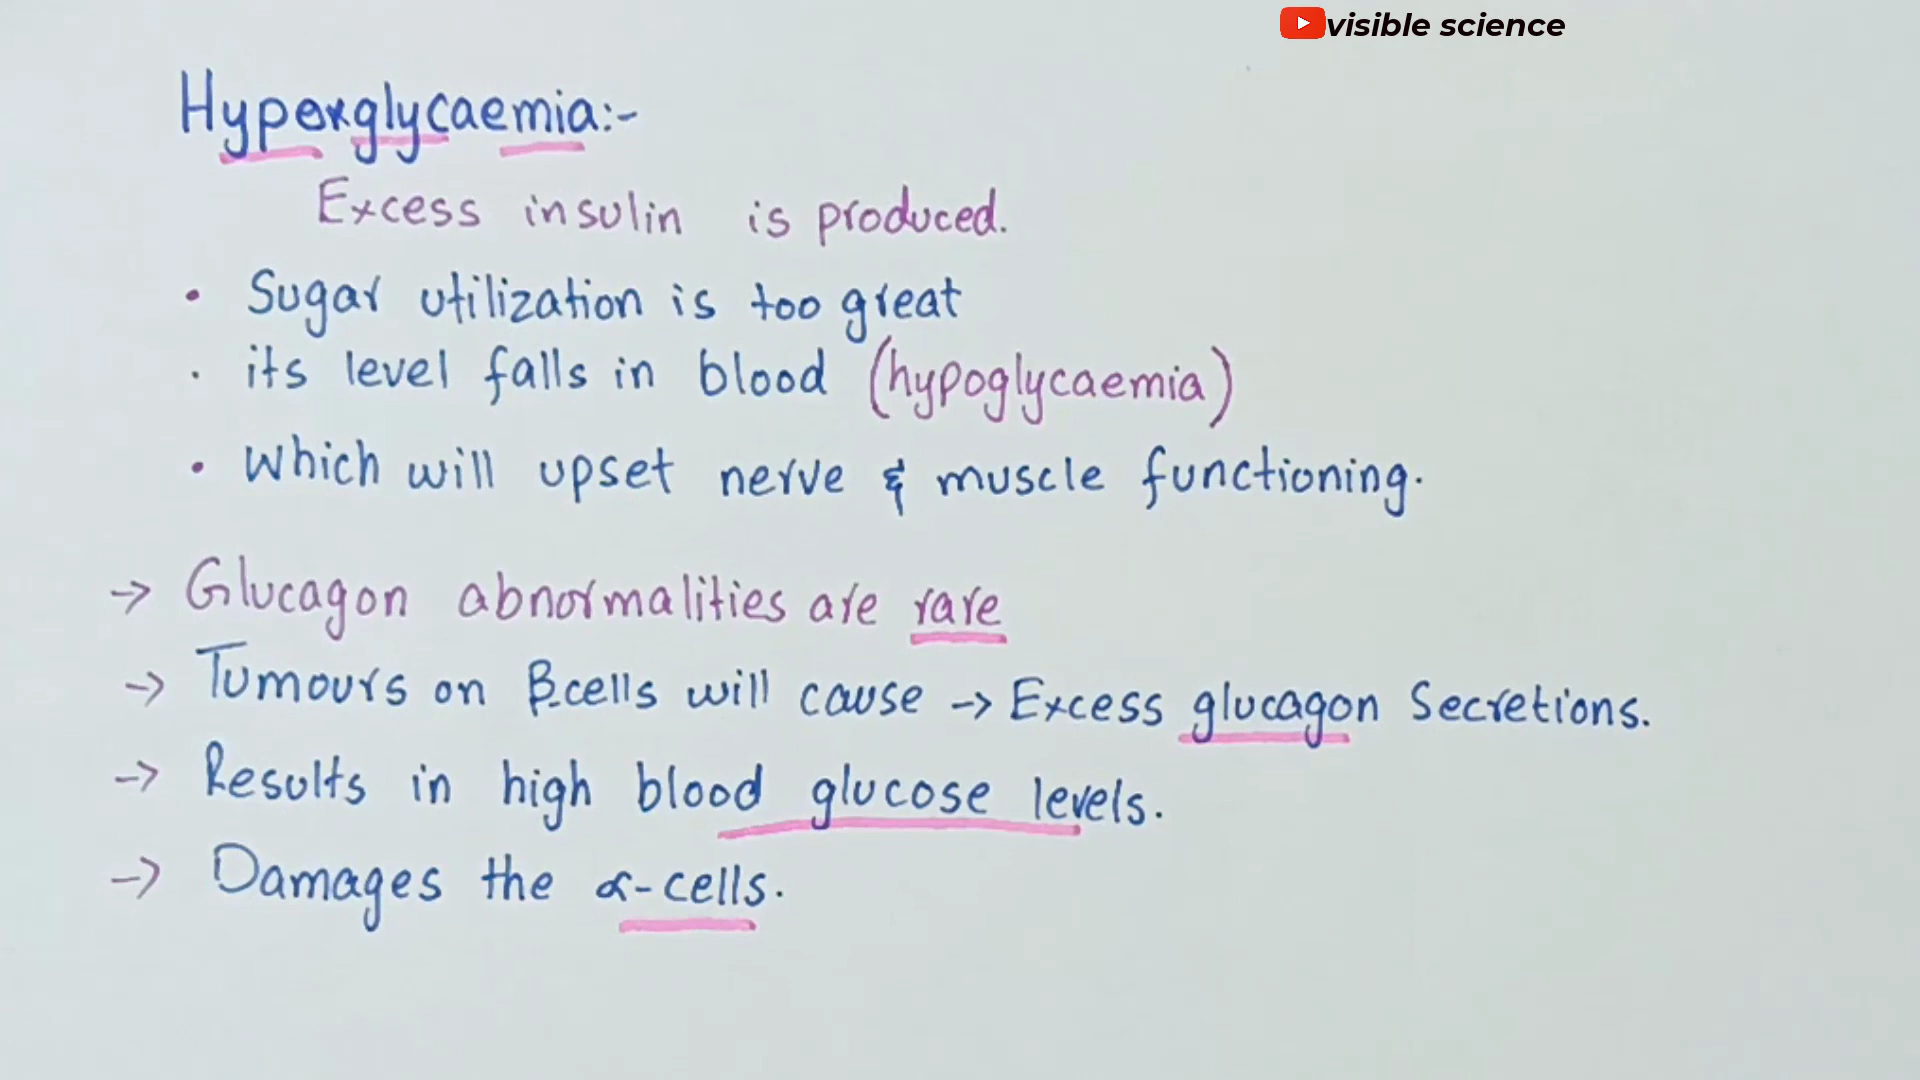 visible science
Hyperglycaemia:-
Excess insulin is produced.
• Sugar utilization is too great
• its level falls in blood (hypoglycaemia)
• Which will upset nerve & muscle functioning.
→ Glucagon abnormalities are rare
→ Tumours on β-cells will cause → Excess glucagon Secretions.
→ Results in high blood glucose levels.
→ Damages the α-cells.